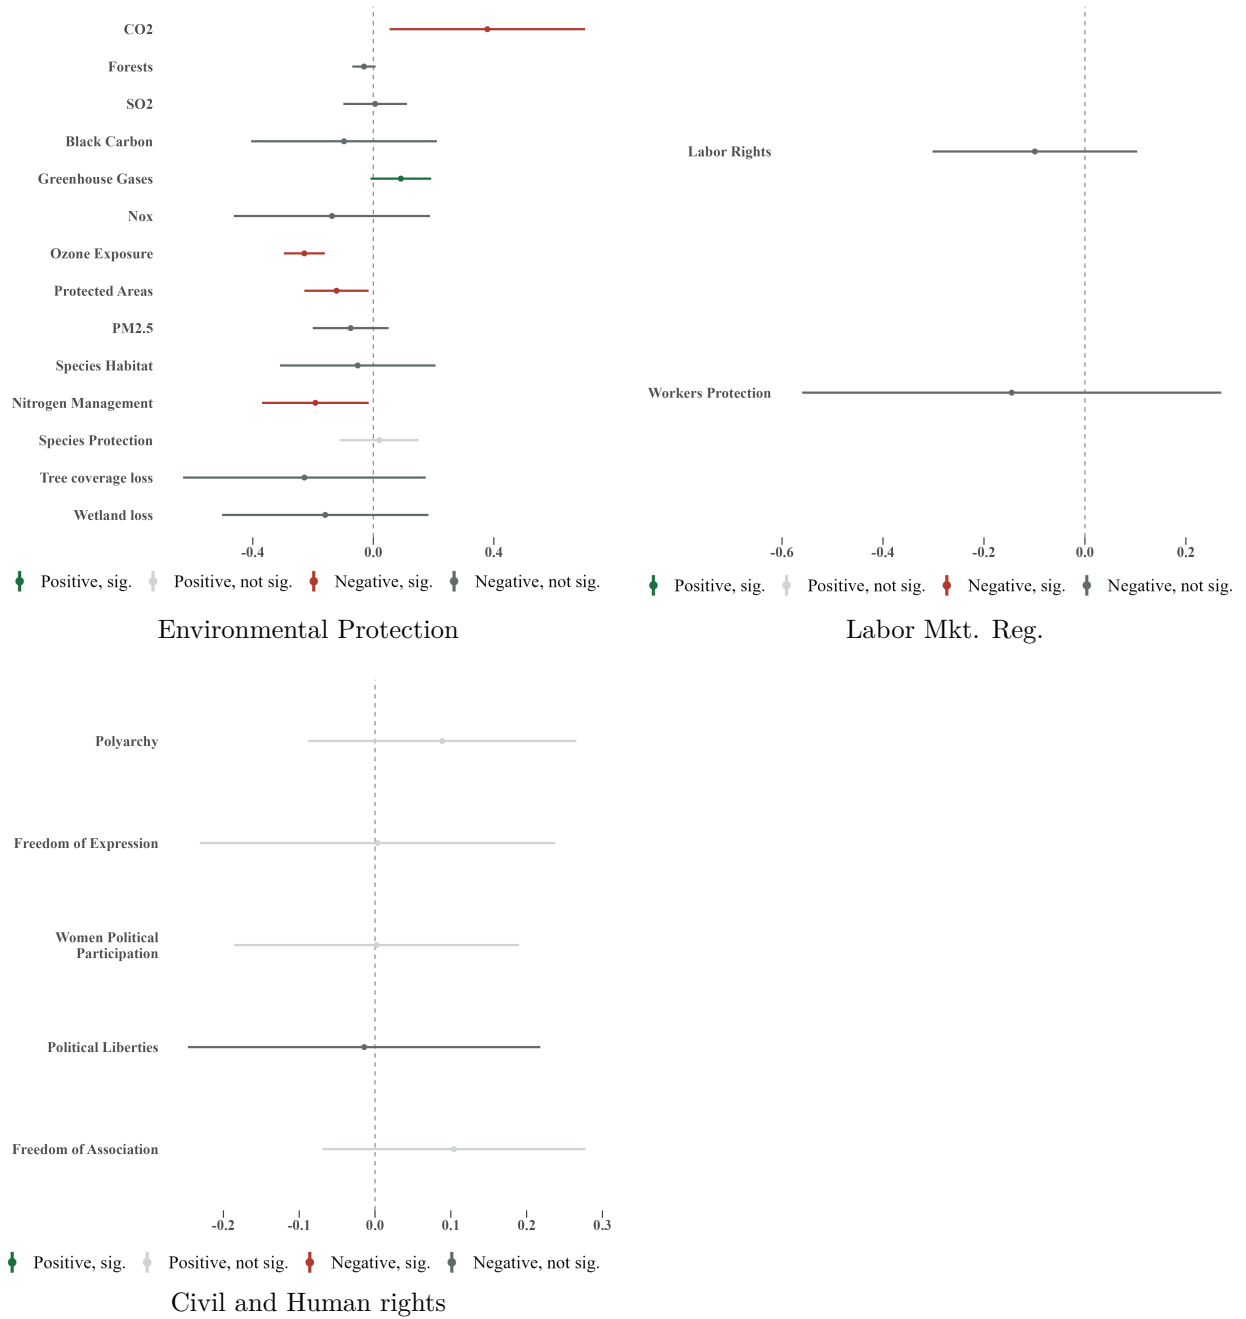 CO2
Forests
SO2
Black Carbon
Greenhouse Gases
Nox
Ozone Exposure
Protected Areas
PM2.5
Species Habitat
Nitrogen Management
Species Protection
Tree coverage loss
Wetland loss
-0.4 0.0 0.4
Positive, sig. Positive, not sig. Negative, sig. Negative, not sig.
Environmental Protection
Labor Rights
Workers Protection
-0.6 -0.4 -0.2 0.0 0.2
Positive, sig. Positive, not sig. Negative, sig. Negative, not sig.
Labor Mkt. Reg.
Polyarchy
Freedom of Expression
Women Political
Participation
Political Liberties
Freedom of Association
-0.2 -0.1 0.0 0.1 0.2 0.3
Positive, sig. Positive, not sig. Negative, sig. Negative, not sig.
Civil and Human rights